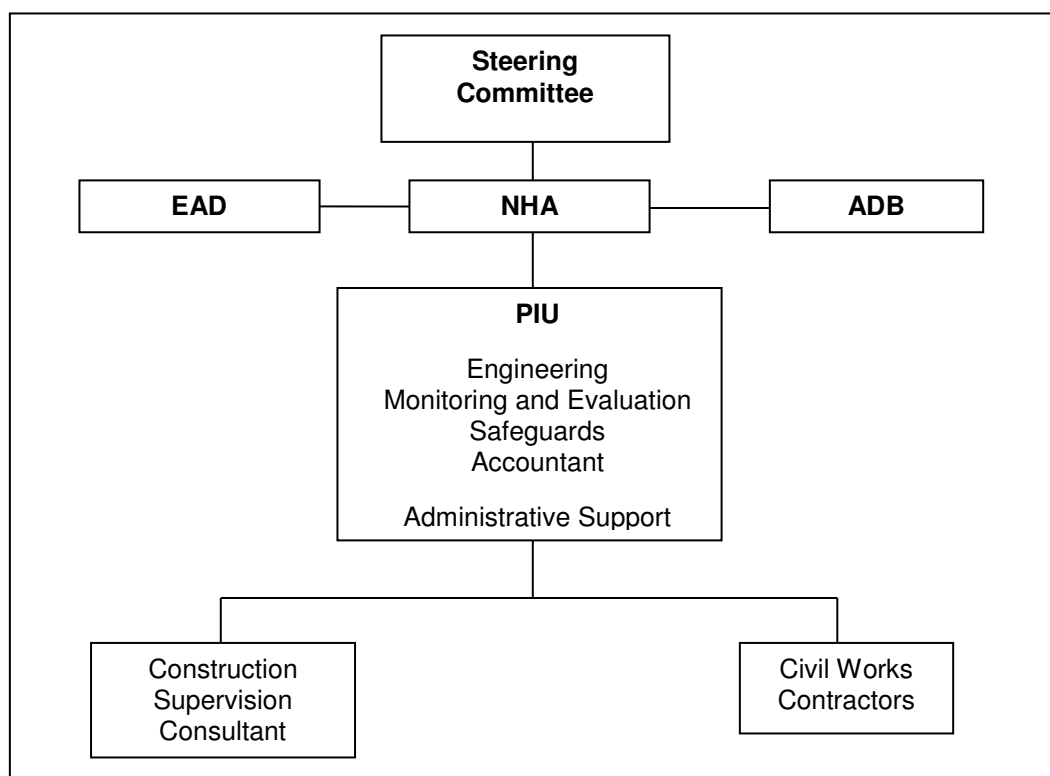 Steering
Committee
EAD
NHA
ADB
PIU
Engineering
Monitoring and Evaluation
Safeguards
Accountant
Administrative Support
Construction
Supervision
Consultant
Civil Works
Contractors